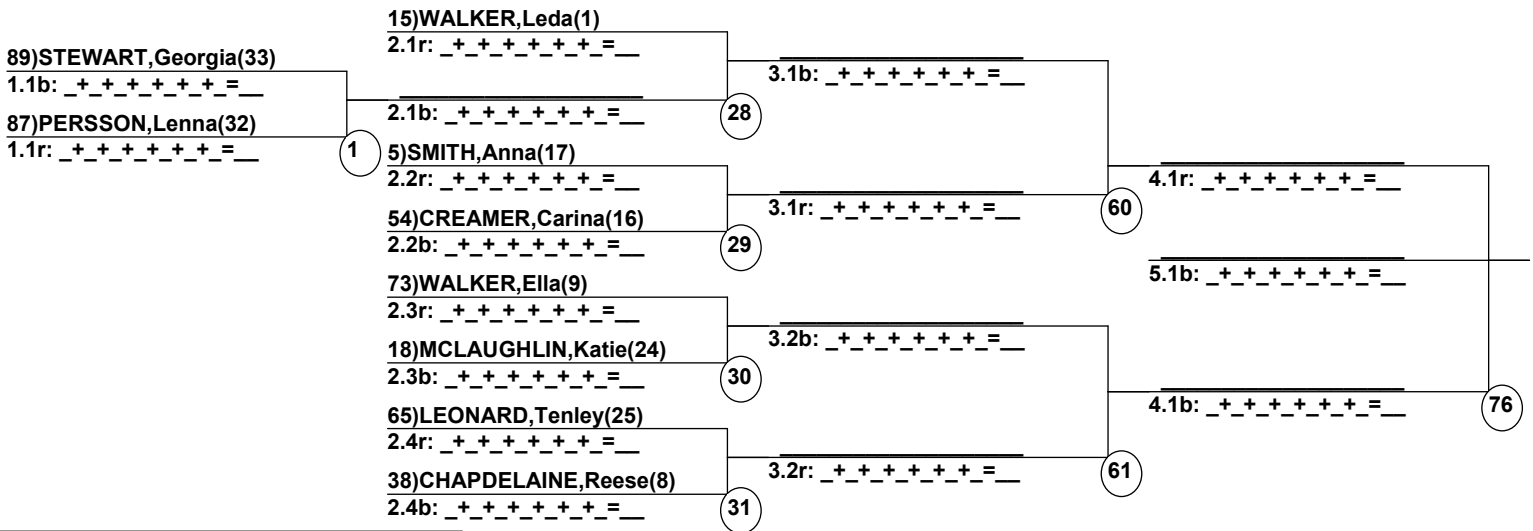 89)STEWART,Georgia(33)
1.1b: _+_+_+_+_+_=__
87)PERSSON,Lenna(32)
1.1r: _+_+_+_+_+_=__
1
15)WALKER,Leda(1)
2.1r: _+_+_+_+_+_=__
2.1b: _+_+_+_+_+_=__
28
5)SMITH,Anna(17)
2.2r: _+_+_+_+_+_=__
54)CREAMER,Carina(16)
2.2b: _+_+_+_+_+_=__
29
73)WALKER,Ella(9)
2.3r: _+_+_+_+_+_=__
18)MCLAUGHLIN,Katie(24)
2.3b: _+_+_+_+_+_=__
30
65)LEONARD,Tenley(25)
2.4r: _+_+_+_+_+_=__
38)CHAPDELAINE,Reese(8)
2.4b: _+_+_+_+_+_=__
31
3.1b: _+_+_+_+_+_=__
3.1r: _+_+_+_+_+_=__
60
3.2b: _+_+_+_+_+_=__
3.2r: _+_+_+_+_+_=__
61
4.1r: _+_+_+_+_+_=__
4.1b: _+_+_+_+_+_=__
76
5.1b: _+_+_+_+_+_=__